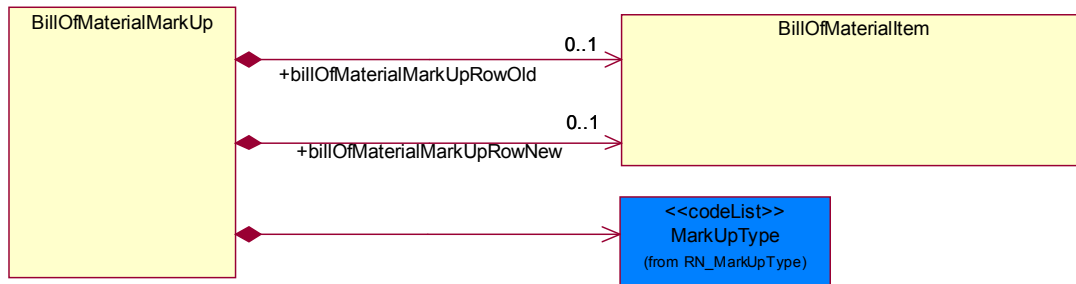 BillOfMaterialMarkUp
BillOfMaterialItem
0..1
+billOfMaterialMarkUpRowOld
0..1
+billOfMaterialMarkUpRowNew
<<codeList>>
MarkUpType
(from RN_MarkUpType)